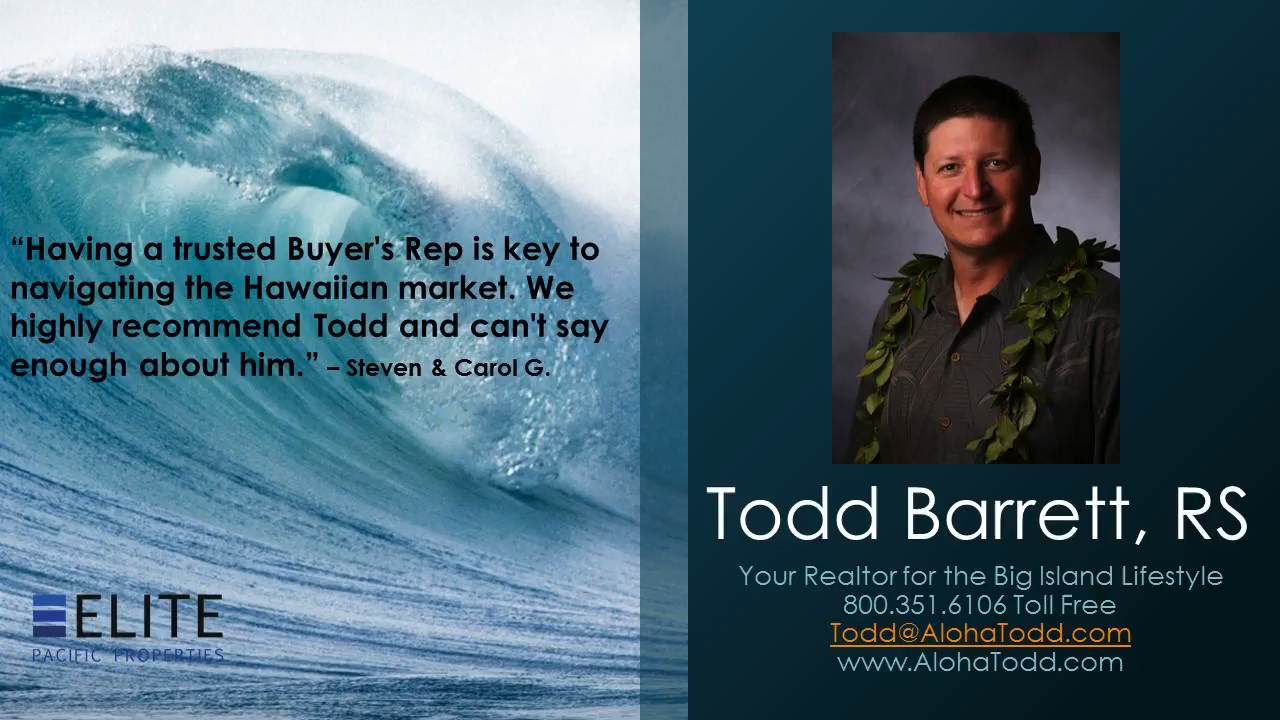 “Having a trusted Buyer's Rep is key to
navigating the Hawaiian market. We
highly recommend Todd and can't say
enough about him.” – Steven & Carol G.
ELITE
PACIFIC PROPERTIES
Todd Barrett, RS
Your Realtor for the Big Island Lifestyle
800.351.6106 Toll Free
Todd@AlohaTodd.com
www.AlohaTodd.com